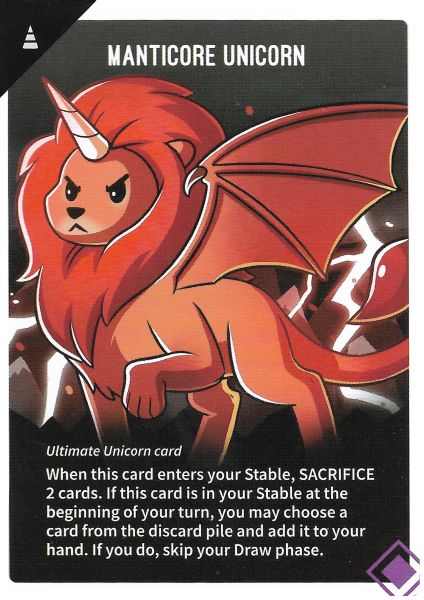 MANTICORE UNICORN
Ultimate Unicorn card
When this card enters your Stable, SACRIFICE
2 cards. If this card is in your Stable at the
beginning of your turn, you may choose a
card from the discard pile and add it to your
hand. If you do, skip your Draw phase.